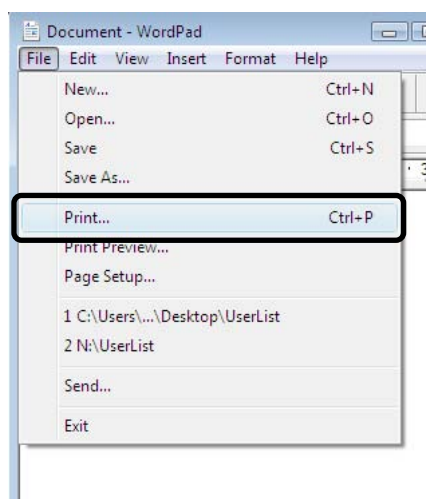 Document - WordPad
File Edit View Insert Format Help
New... Ctrl+N
Open... Ctrl+O
Save Ctrl+S
Save As...
Print... Ctrl+P
Print Preview...
Page Setup...
1 C:\Users\...\Desktop\UserList
2 N:\UserList
Send...
Exit